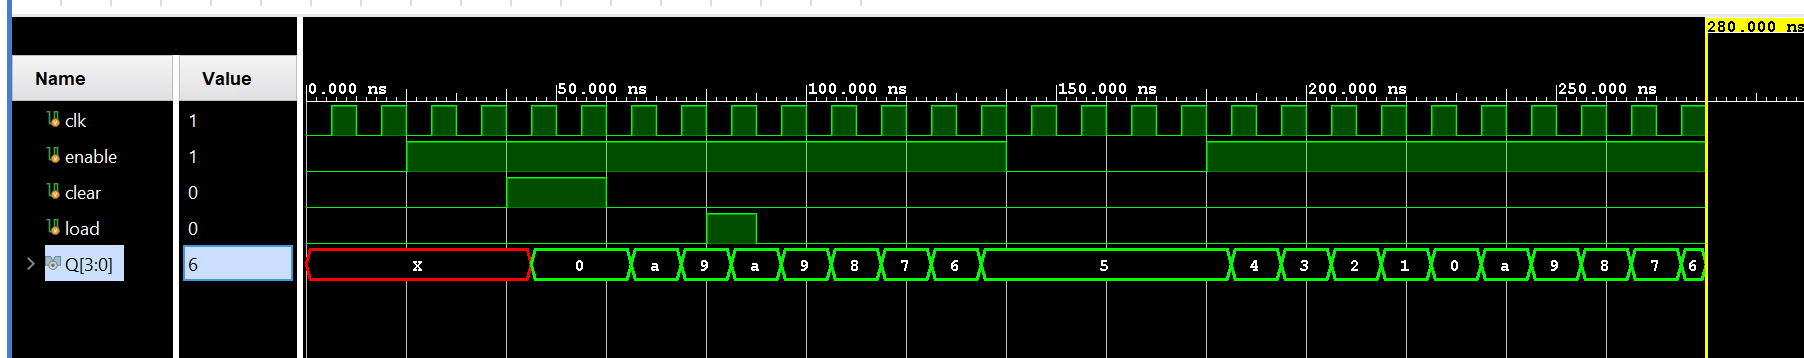 280.000 ns
Name Value
0.000 ns 50.000 ns 100.000 ns 150.000 ns 200.000 ns 250.000 ns
clk 1
enable 1
clear 0
load 0
Q[3:0] 6 X 0 a 9 a 9 8 7 6 5 4 3 2 1 0 a 9 8 7 6